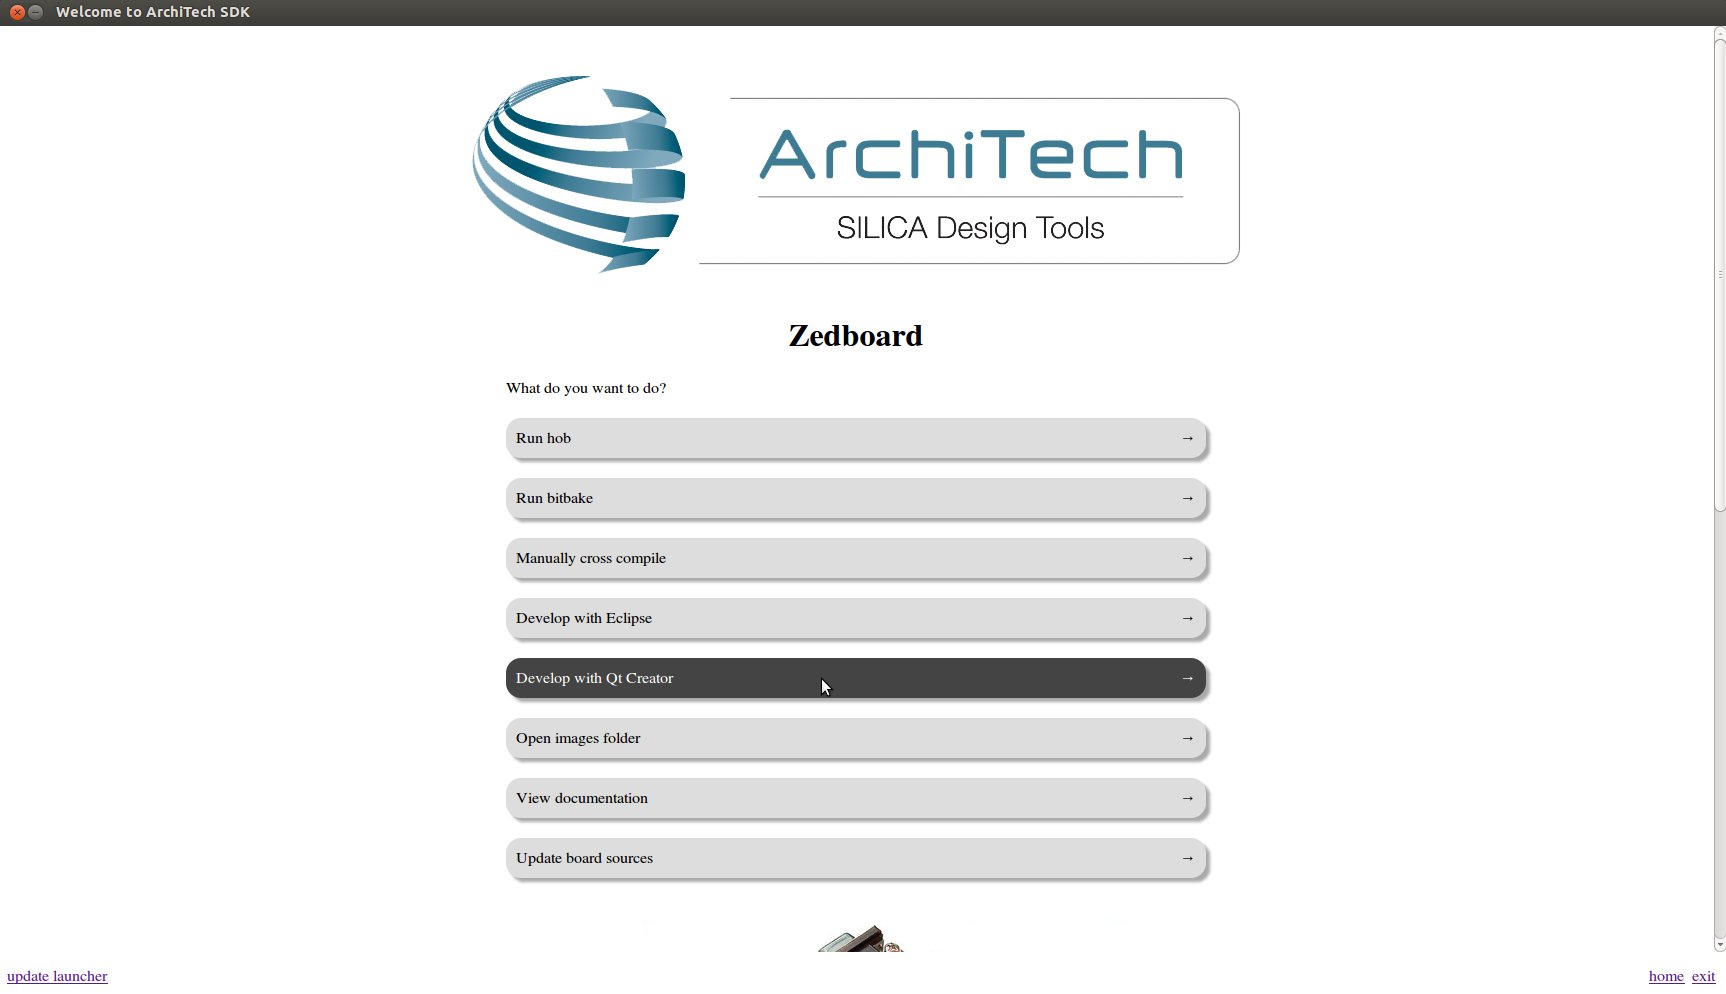 Welcome to ArchiTech SDK
ArchiTech
SILICA Design Tools
Zedboard
What do you want to do?
Run hob →
Run bitbake →
Manually cross compile →
Develop with Eclipse →
Develop with Qt Creator →
Open images folder →
View documentation →
Update board sources →
update launcher home exit